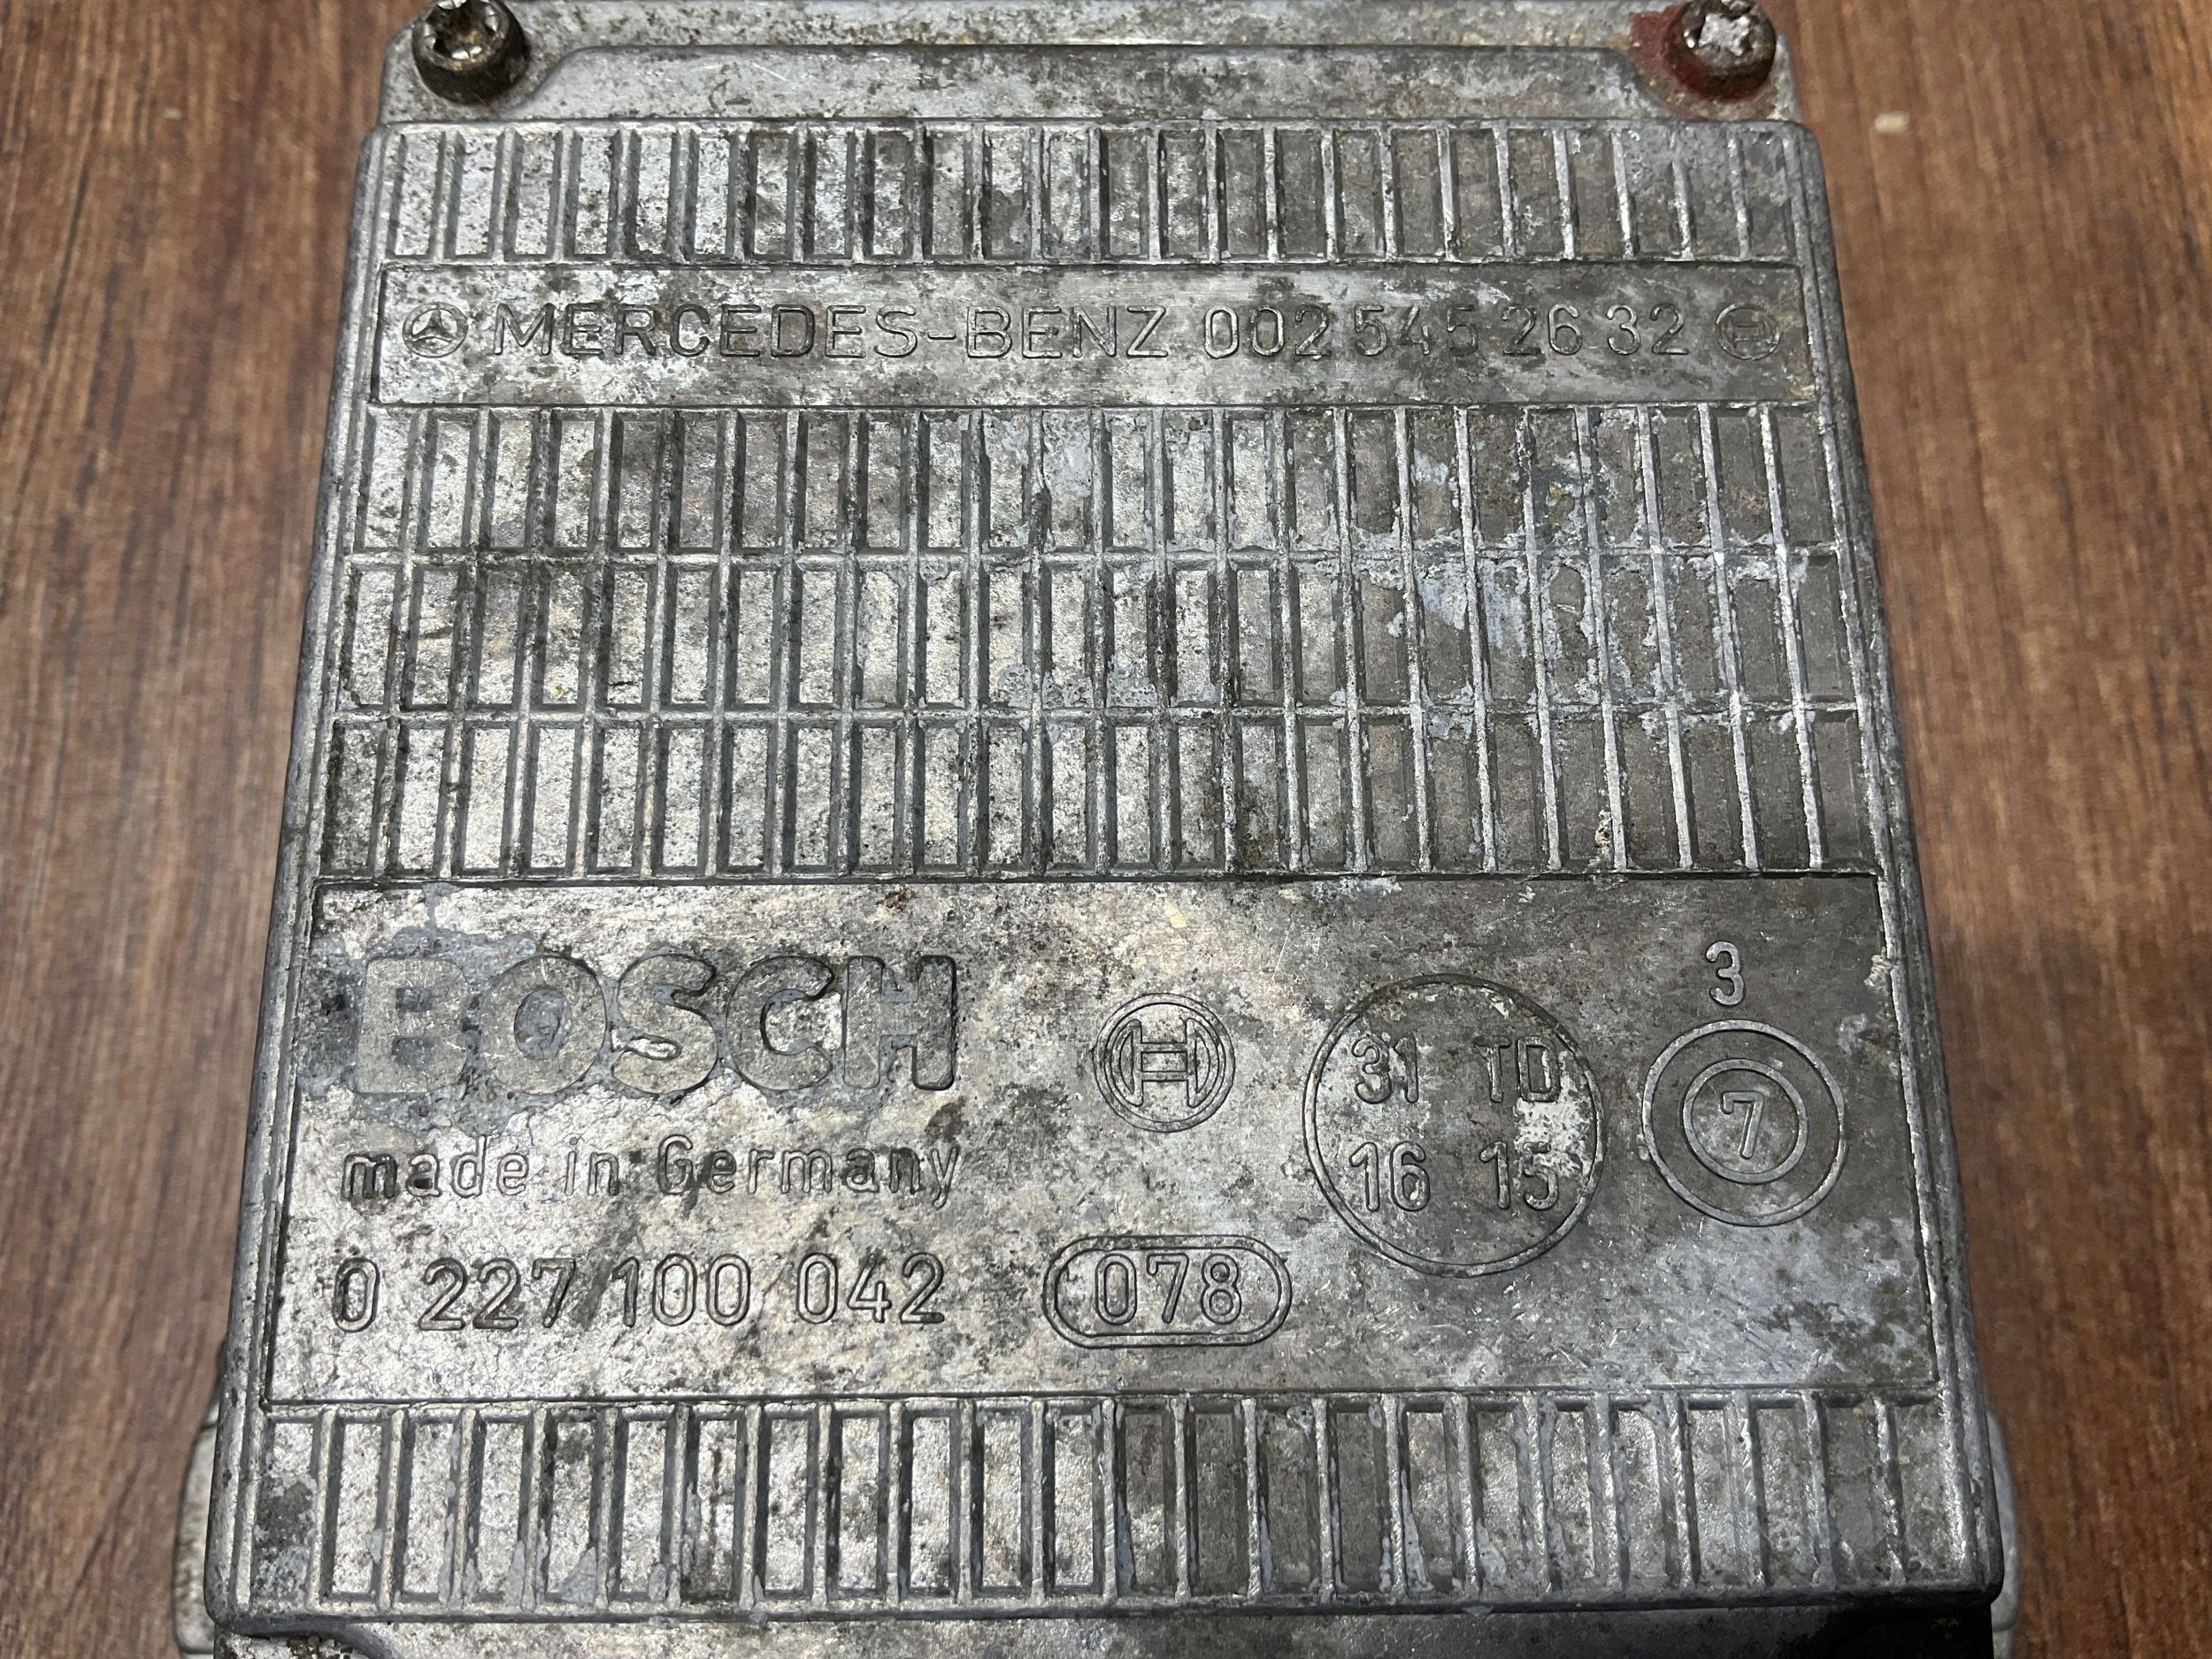 MERCEDES-BENZ 002 545 26 32
BOSCH
made in Germany
0 227 100 042
078
31 TD
16 15
3
7